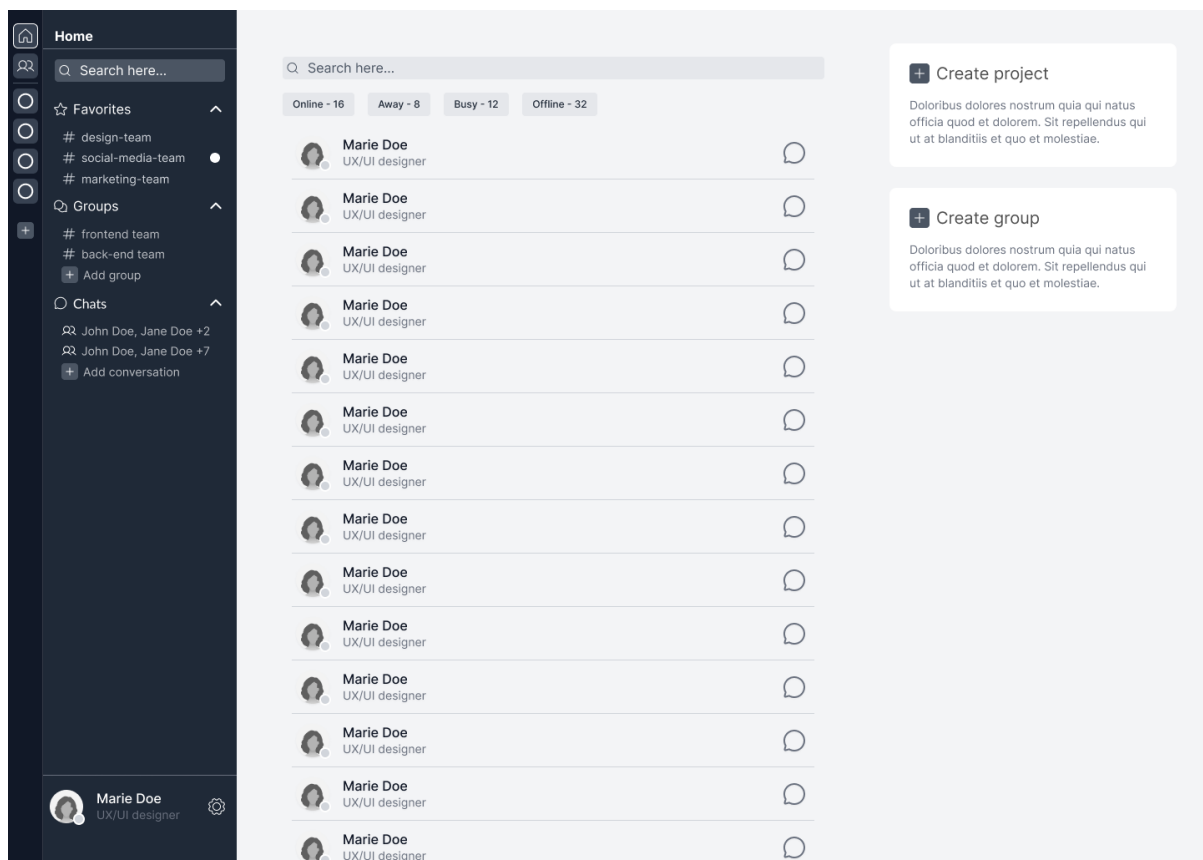 Home
Search here...
Favorites
# design-team
# social-media-team
# marketing-team
Groups
# frontend team
# back-end team
+ Add group
Chats
John Doe, Jane Doe +2
John Doe, Jane Doe +7
+ Add conversation
Marie Doe
UX/UI designer
Search here...
Online - 16
Away - 8
Busy - 12
Offline - 32
Marie Doe
UX/UI designer
Marie Doe
UX/UI designer
Marie Doe
UX/UI designer
Marie Doe
UX/UI designer
Marie Doe
UX/UI designer
Marie Doe
UX/UI designer
Marie Doe
UX/UI designer
Marie Doe
UX/UI designer
Marie Doe
UX/UI designer
Marie Doe
UX/UI designer
Marie Doe
UX/UI designer
Marie Doe
UX/UI designer
Marie Doe
UX/UI designer
Marie Doe
UX/UI designer
+ Create project
Doloribus dolores nostrum quia qui natus
officia quod et dolorem. Sit repellendus qui
ut at blanditiis et quo et molestiae.
+ Create group
Doloribus dolores nostrum quia qui natus
officia quod et dolorem. Sit repellendus qui
ut at blanditiis et quo et molestiae.